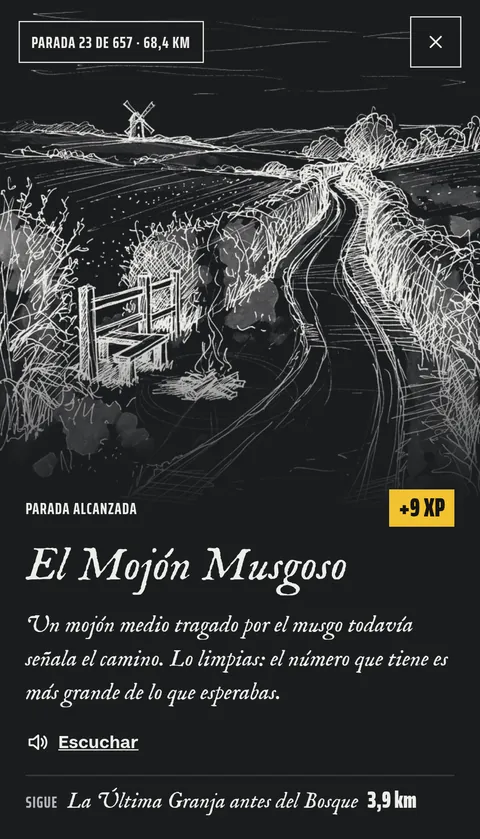 PARADA 23 DE 657 · 68,4 KM
PARADA ALCANZADA
+9 XP
El Mojón Musgoso
Un mojón medio tragado por el musgo todavía
señala el camino. Lo limpias: el número que tiene es
más grande de lo que esperabas.
Escuchar
SIGUE La Última Granja antes del Bosque 3,9 km